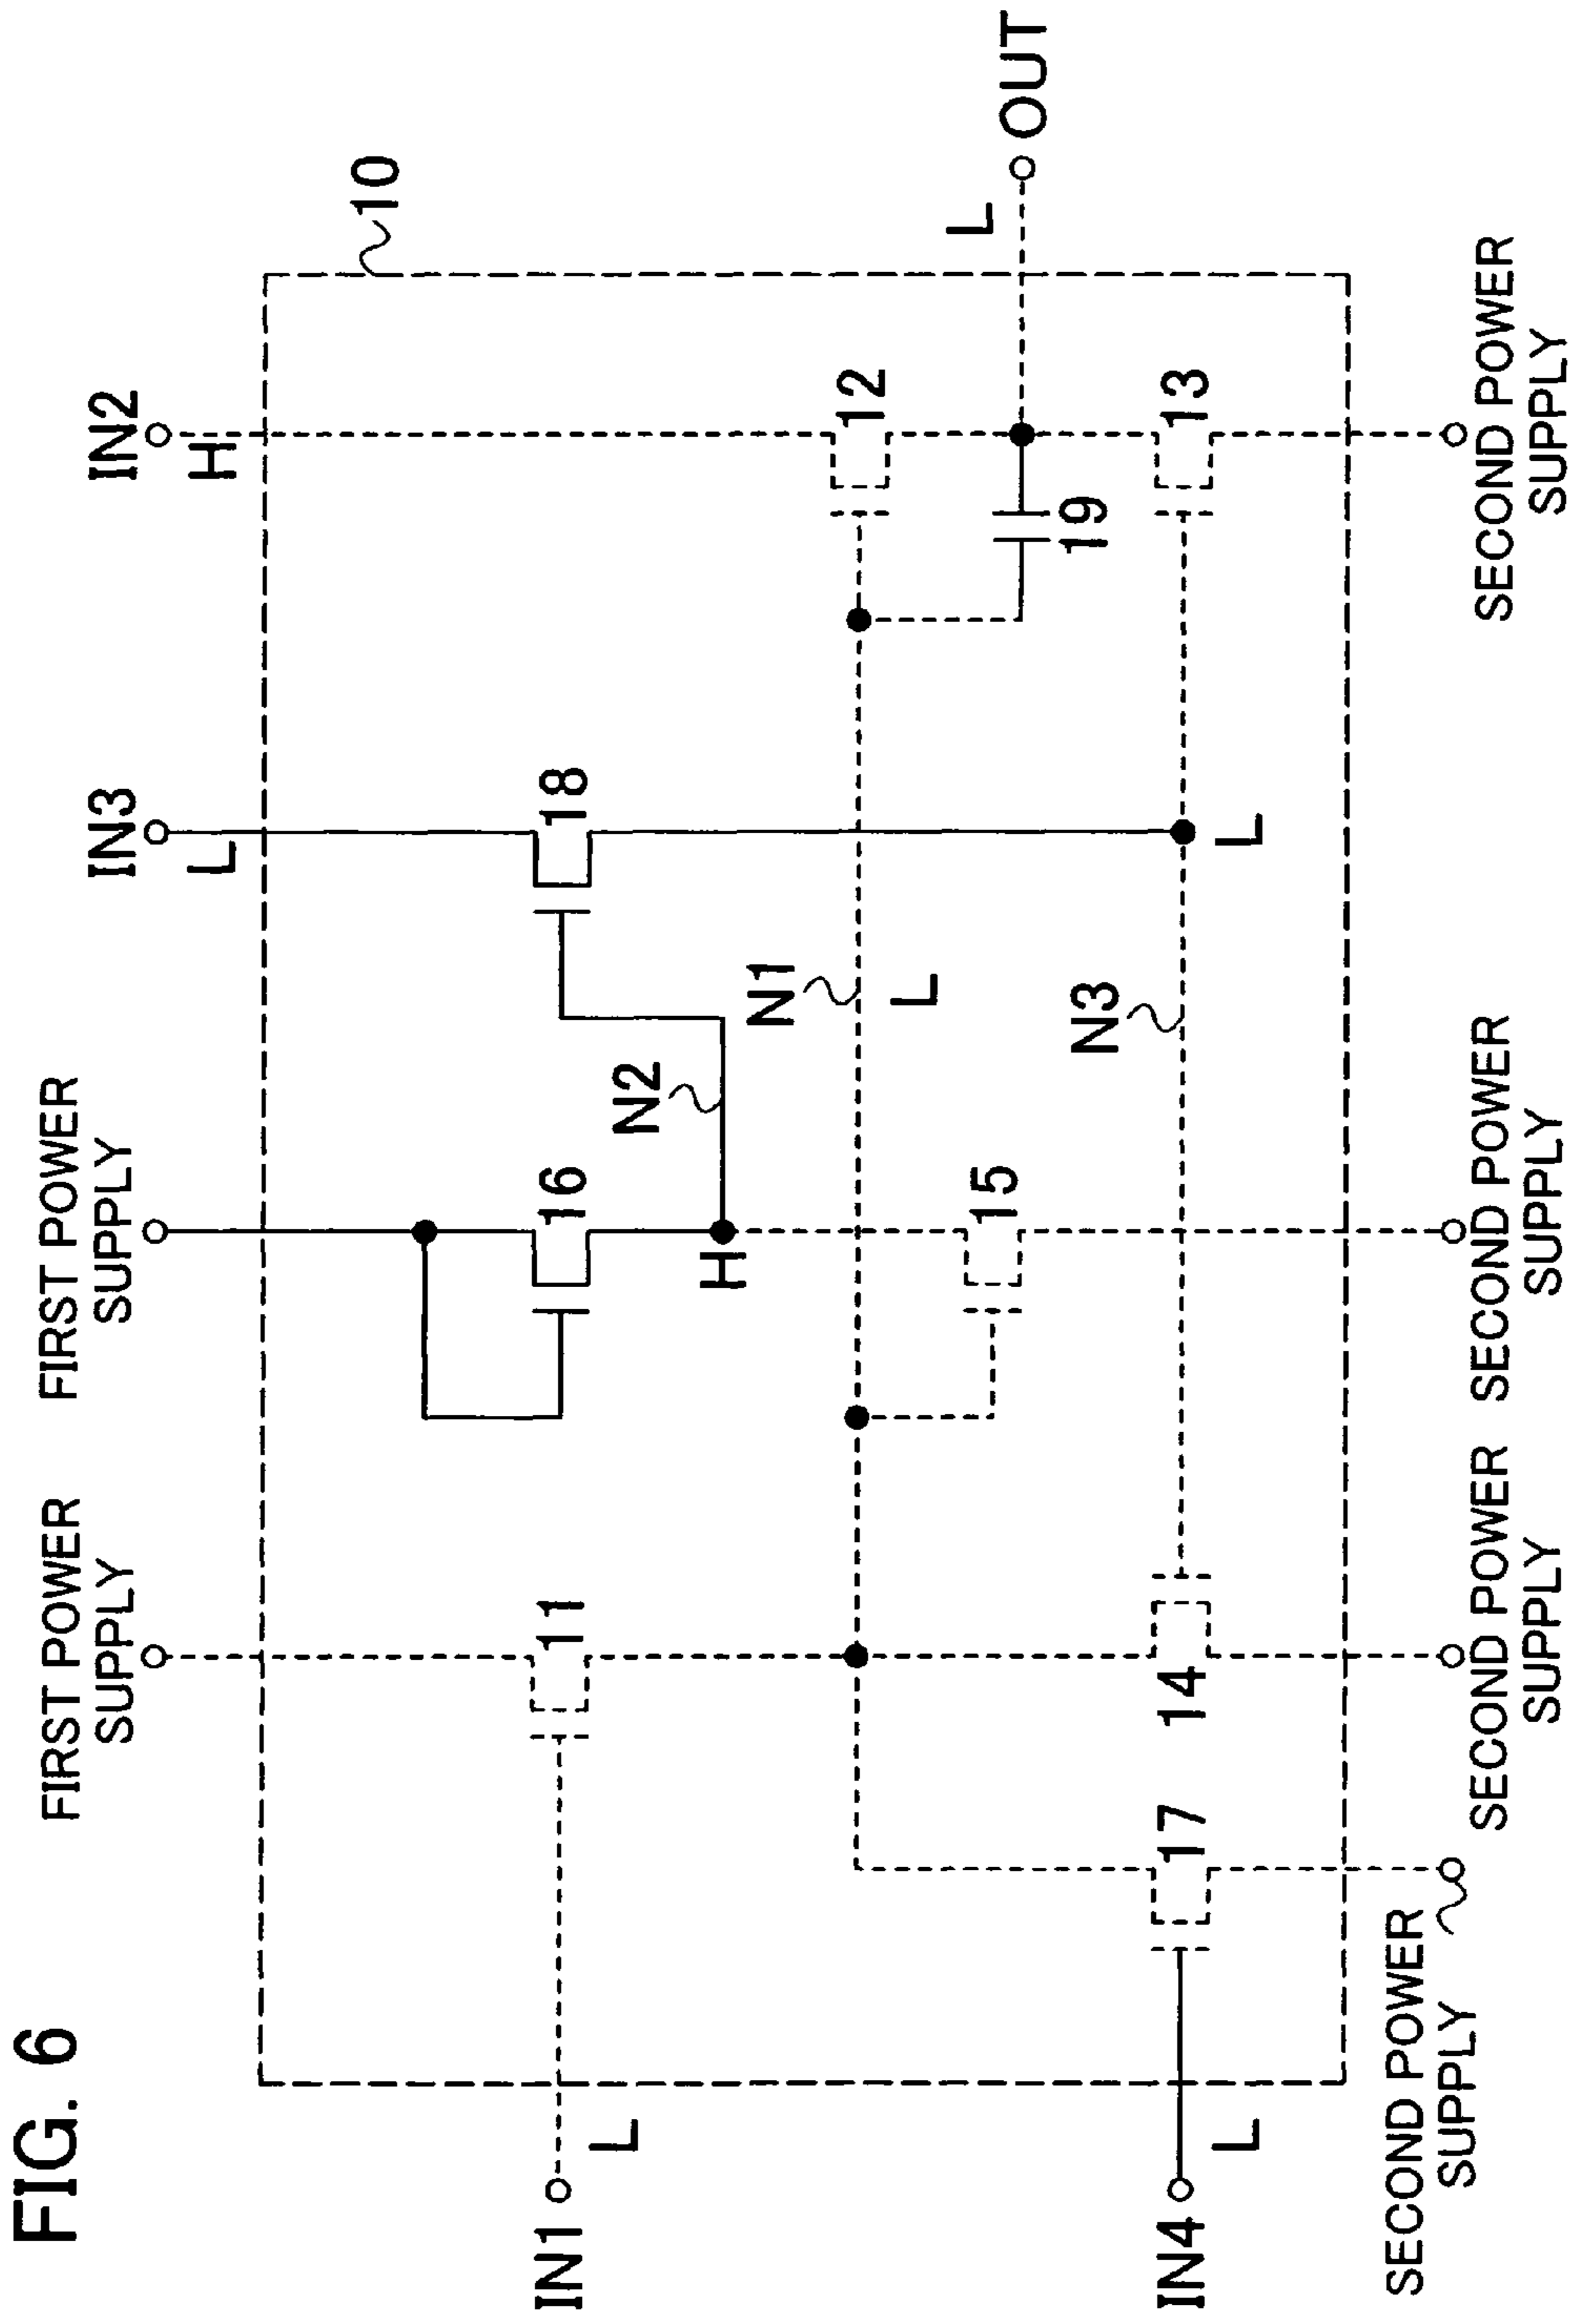 FIG. 6
FIRST POWER
SUPPLY
FIRST POWER
SUPPLY
IN3
L
IN2
H
10
IN1
L
11
16
18
N2
H
N1
L
12
L
OUT
15
19
N3
IN4
L
17
14
L
13
SECOND POWER
SUPPLY
SECOND POWER
SUPPLY
SECOND POWER
SUPPLY
SECOND POWER
SUPPLY